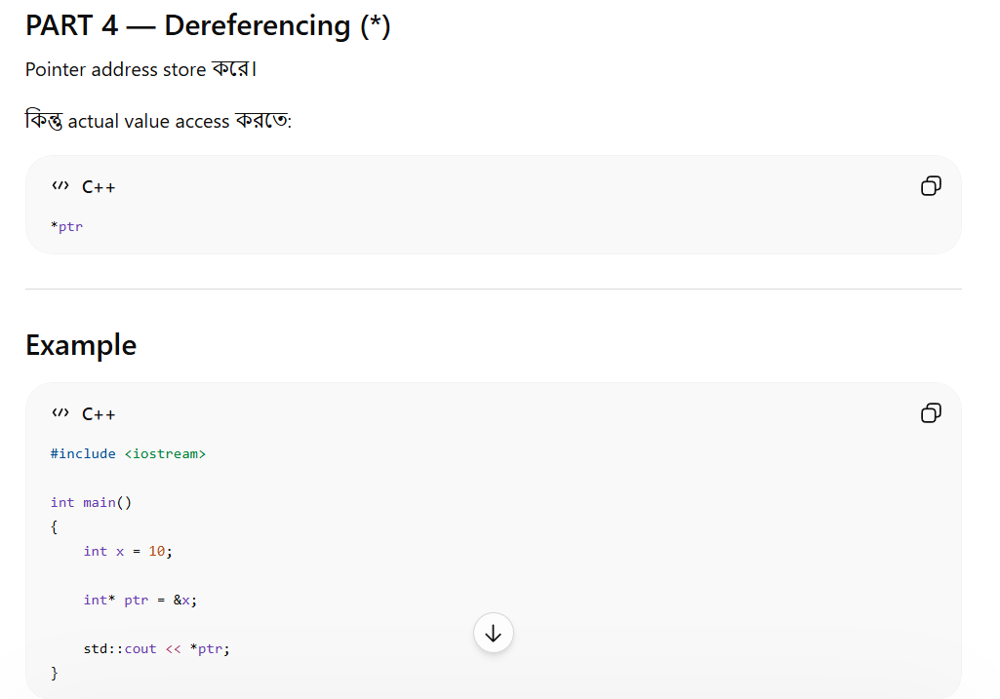 PART 4 — Dereferencing (*)
Pointer address store করে।
কিন্তু actual value access করতে:
C++
*ptr
Example
C++
#include <iostream>
int main()
{
    int x = 10;
    int* ptr = &x;
    std::cout << *ptr;
}